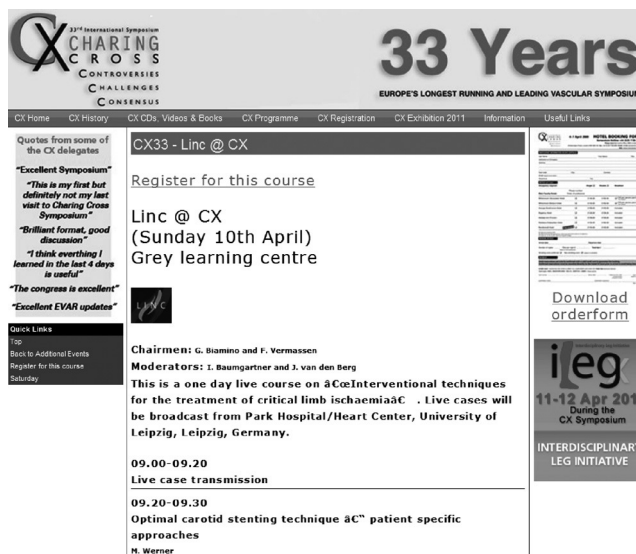 33rd International Symposium
CX CHARING
CROSS
CONTROVERSIES
CHALLENGES
CONSENSUS
33 Years
EUROPE'S LONGEST RUNNING AND LEADING VASCULAR SYMPOSIU
CX Home CX History CX CDs, Videos & Books CX Programme CX Registration CX Exhibition 2011 Information Useful Links
Quotes from some of
the CX delegates
"Excellent Symposium"
"This is my first but
definitely not my last
visit to Charing Cross
Symposium"
"Brilliant format, good
discussion"
"I think everthing I
learned in the last 4 days
is useful"
"The congress is excellent"
"Excellent EVAR updates"
Quick Links
Top
Back to Additional Events
Register for this course
Saturday
CX33 - Linc @ CX
Register for this course
Linc @ CX
(Sunday 10th April)
Grey learning centre
LINC
Chairmen: G. Biamino and F. Vermassen
Moderators: I. Baumgartner and J. van den Berg
This is a one day live course on â€œInterventional techniques
for the treatment of critical limb ischaemiaâ€ . Live cases will
be broadcast from Park Hospital/Heart Center, University of
Leipzig, Leipzig, Germany.
09.00-09.20
Live case transmission
09.20-09.30
Optimal carotid stenting technique â€“ patient specific
approaches
M. Werner
HOTEL BOOKING FOR
Download
orderform
ileg
11-12 Apr 201
During the
CX Symposium
INTERDISCIPLINAR
LEG INITIATIVE